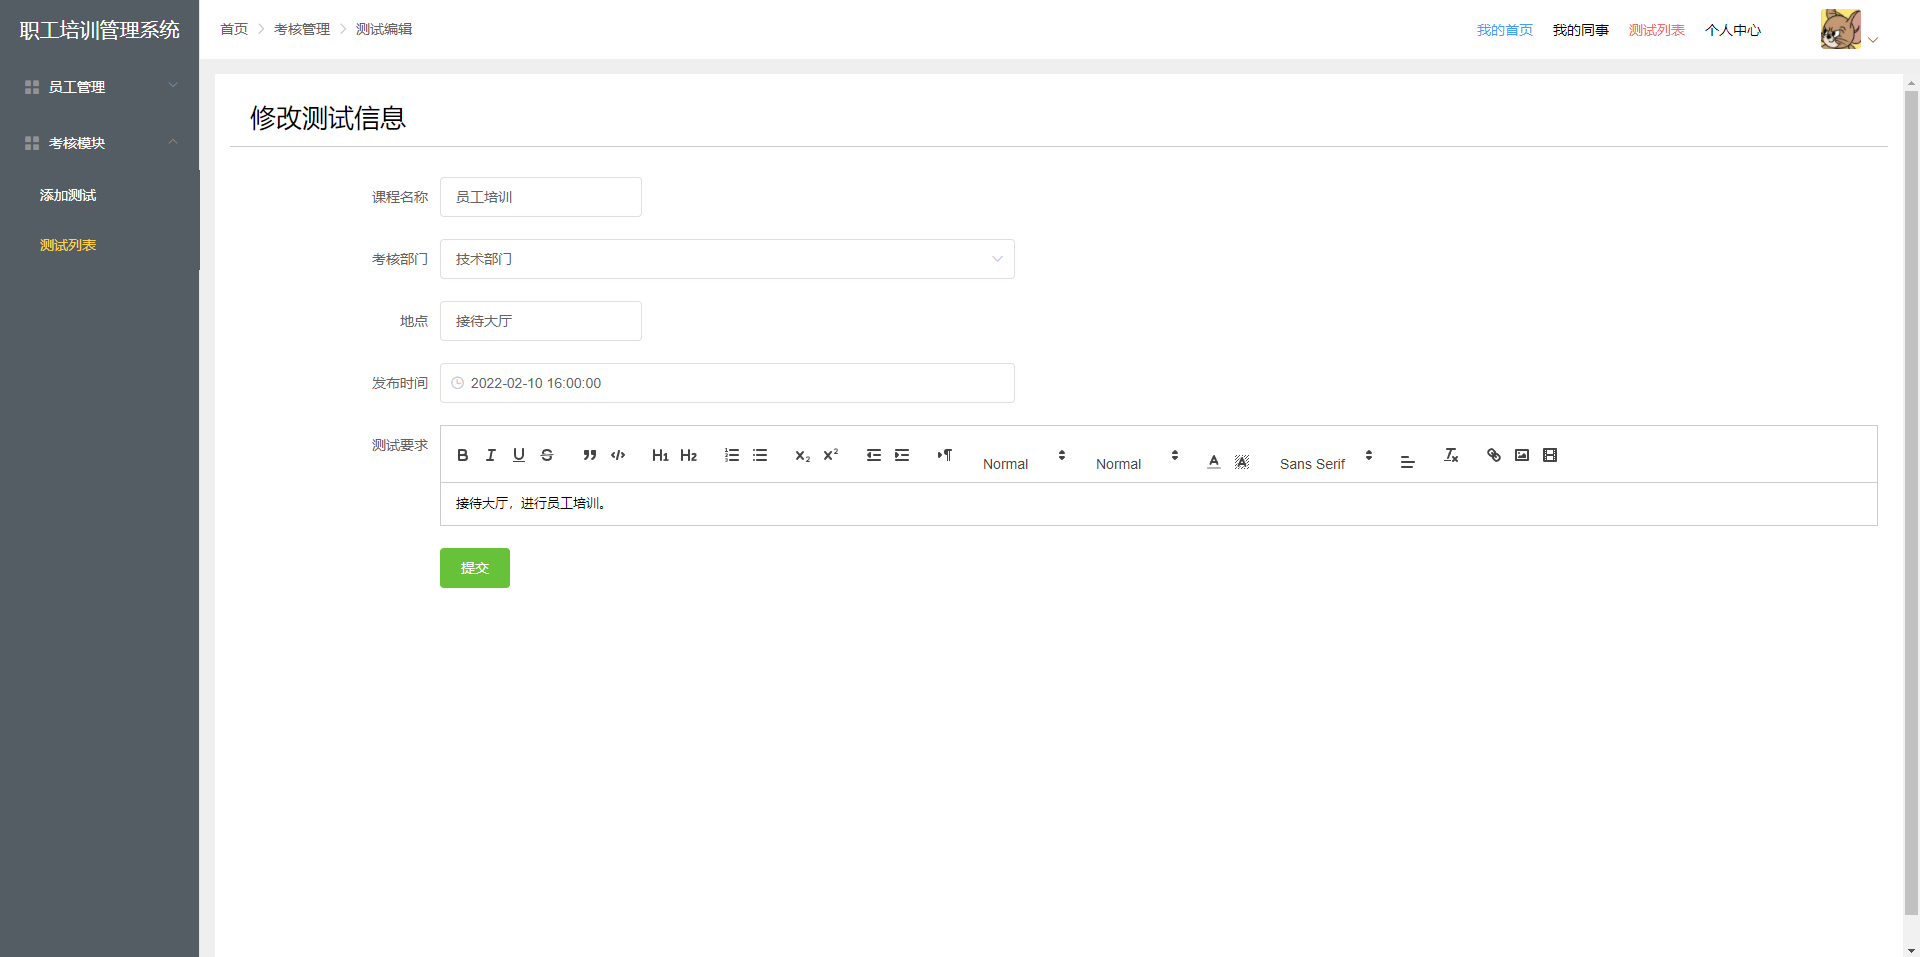 职工培训管理系统
首页 考核管理 测试编辑
我的首页 我的同事 测试列表 个人中心
员工管理
考核模块
添加测试
测试列表
修改测试信息
课程名称 员工培训
考核部门 技术部门
地点 接待大厅
发布时间 2022-02-10 16:00:00
测试要求
B I U S H1 H2 X2 X2 Normal Normal A A Sans Serif Tx
接待大厅，进行员工培训。
提交